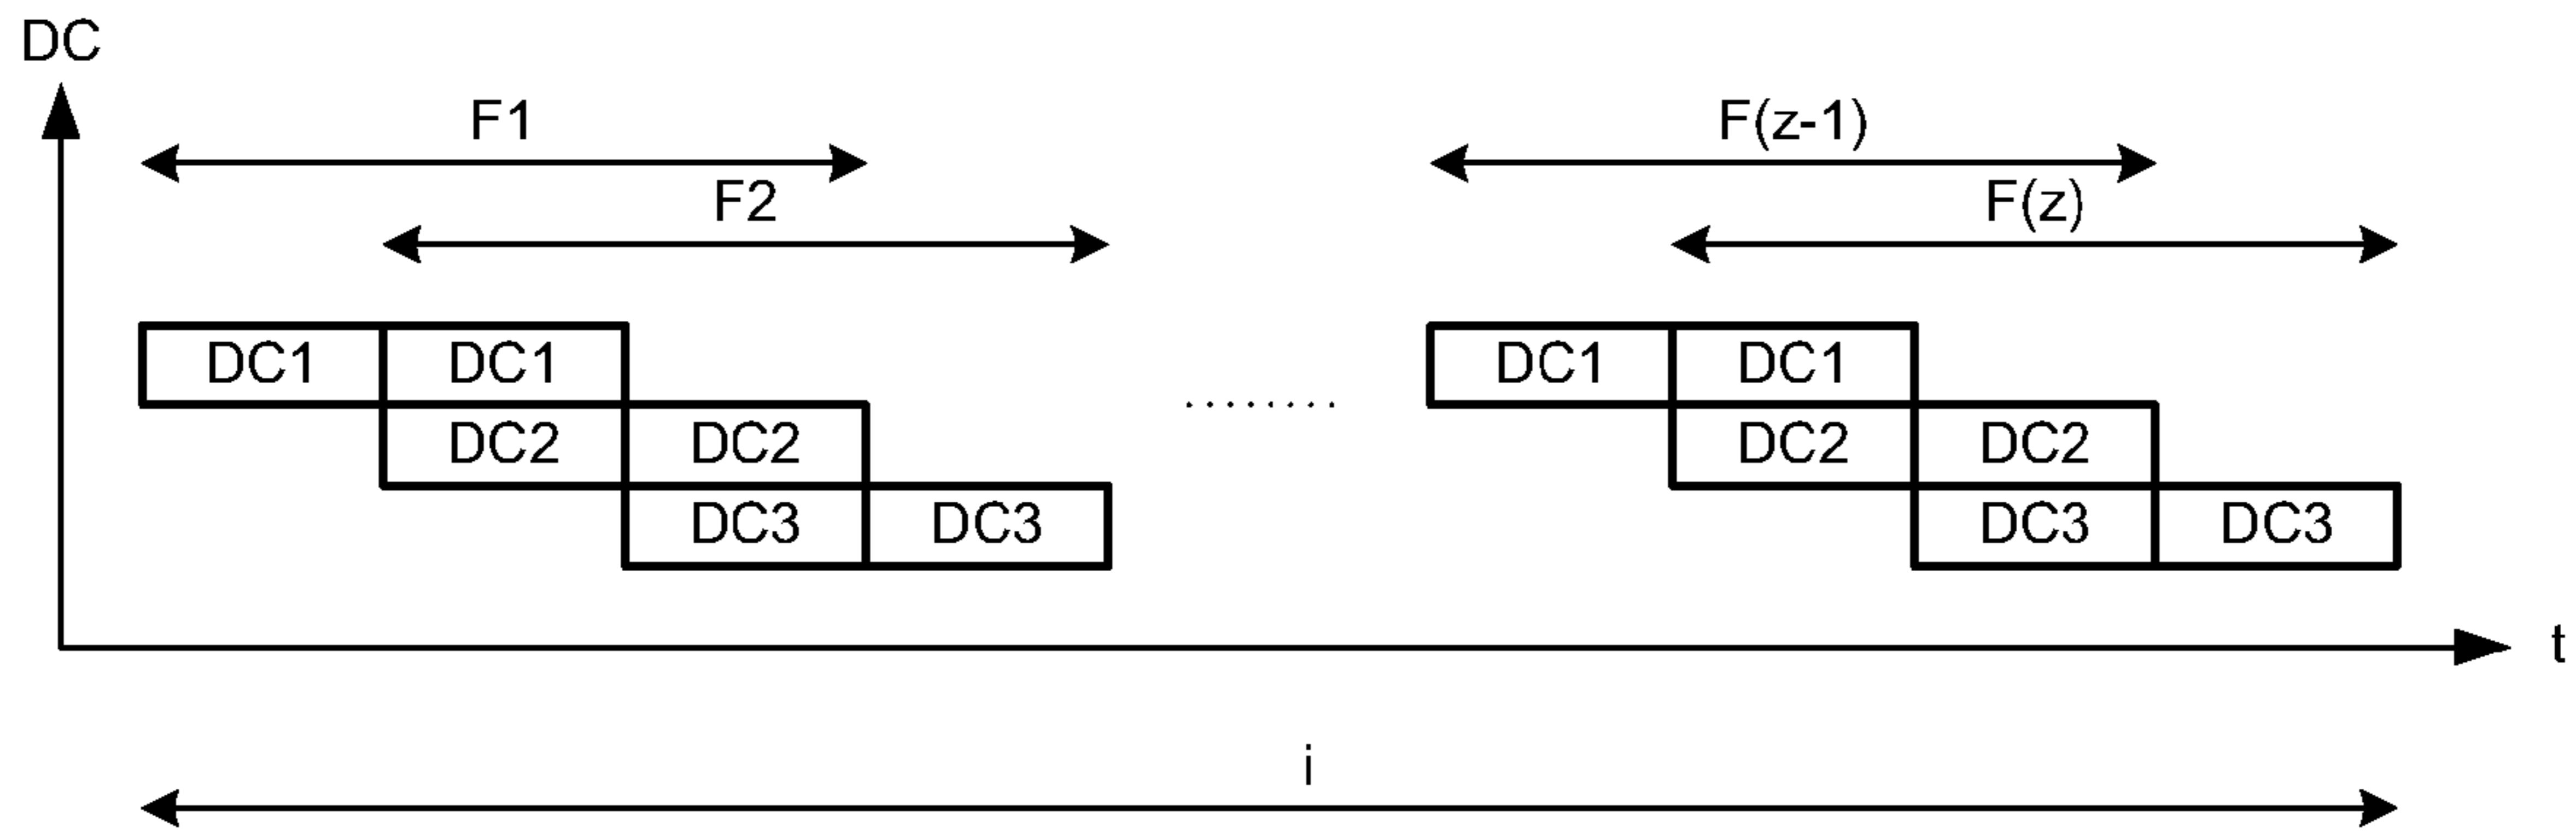 DC
F1 F(z-1)
F2 F(z)
DC1 DC1 DC1 DC1
DC2 DC2 DC2 DC2
DC3 DC3 DC3 DC3
t
i